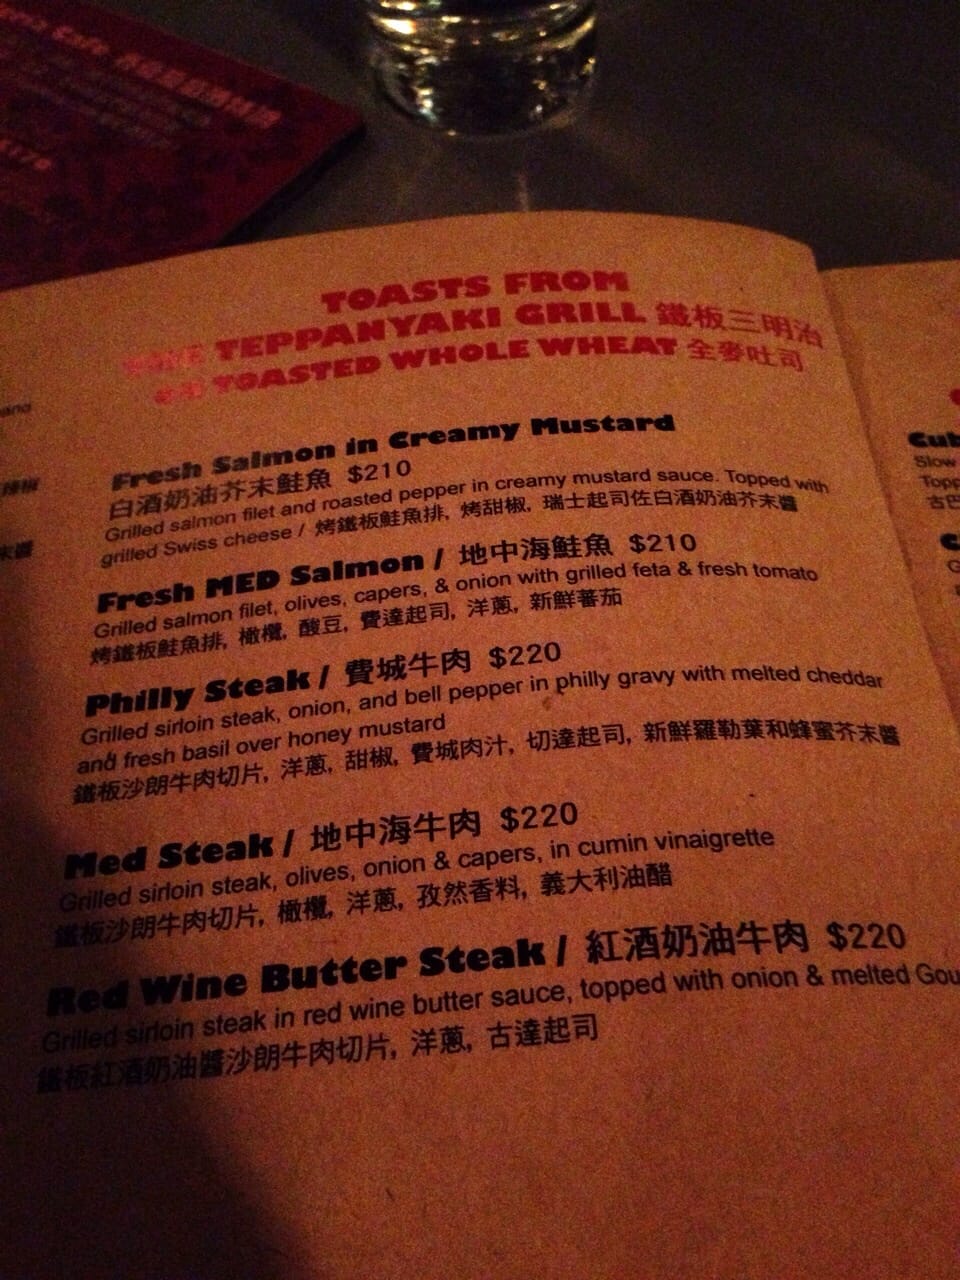 TOASTS FROM
THE TEPPANYAKI GRILL 鐵板三明治
ON TOASTED WHOLE WHEAT 全麥吐司
Fresh Salmon in Creamy Mustard
白酒奶油芥末鮭魚 $210
Grilled salmon filet and roasted pepper in creamy mustard sauce. Topped with
grilled Swiss cheese / 烤鐵板鮭魚排, 烤甜椒, 瑞士起司佐白酒奶油芥末醬
Fresh MED Salmon / 地中海鮭魚 $210
Grilled salmon filet, olives, capers, & onion with grilled feta & fresh tomato
烤鐵板鮭魚排, 橄欖, 酸豆, 費達起司, 洋蔥, 新鮮蕃茄
Philly Steak / 費城牛肉 $220
Grilled sirloin steak, onion, and bell pepper in philly gravy with melted cheddar
and fresh basil over honey mustard
鐵板沙朗牛肉切片, 洋蔥, 甜椒, 費城肉汁, 切達起司, 新鮮羅勒葉和蜂蜜芥末醬
Med Steak / 地中海牛肉 $220
Grilled sirloin steak, olives, onion & capers, in cumin vinaigrette
鐵板沙朗牛肉切片, 橄欖, 洋蔥, 孜然香料, 義大利油醋
Red Wine Butter Steak / 紅酒奶油牛肉 $220
Grilled sirloin steak in red wine butter sauce, topped with onion & melted Gou
鐵板紅酒奶油醬沙朗牛肉切片, 洋蔥, 古達起司
辣椒
末醬
Cub
Slow
Topp
古巴